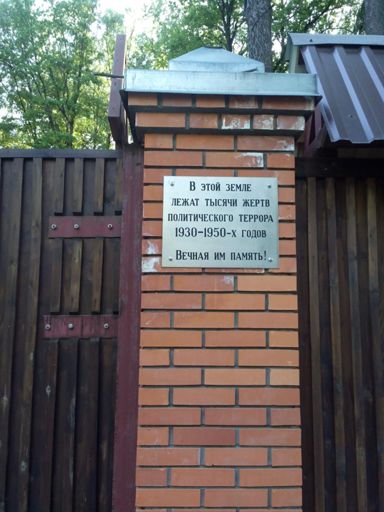 В этой земле
лежат тысячи жертв
политического террора
1930-1950-х годов
Вечная им память!